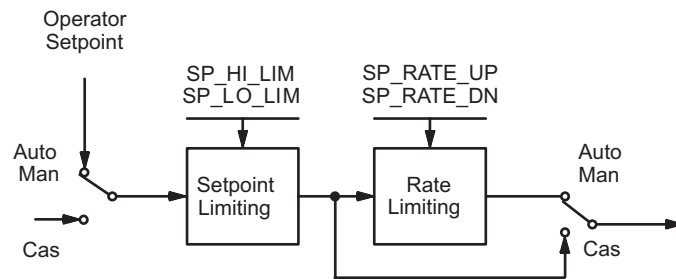 Operator
Setpoint
SP_HI_LIM
SP_LO_LIM
SP_RATE_UP
SP_RATE_DN
Auto
Man
Setpoint
Limiting
Rate
Limiting
Auto
Man
Cas
Cas